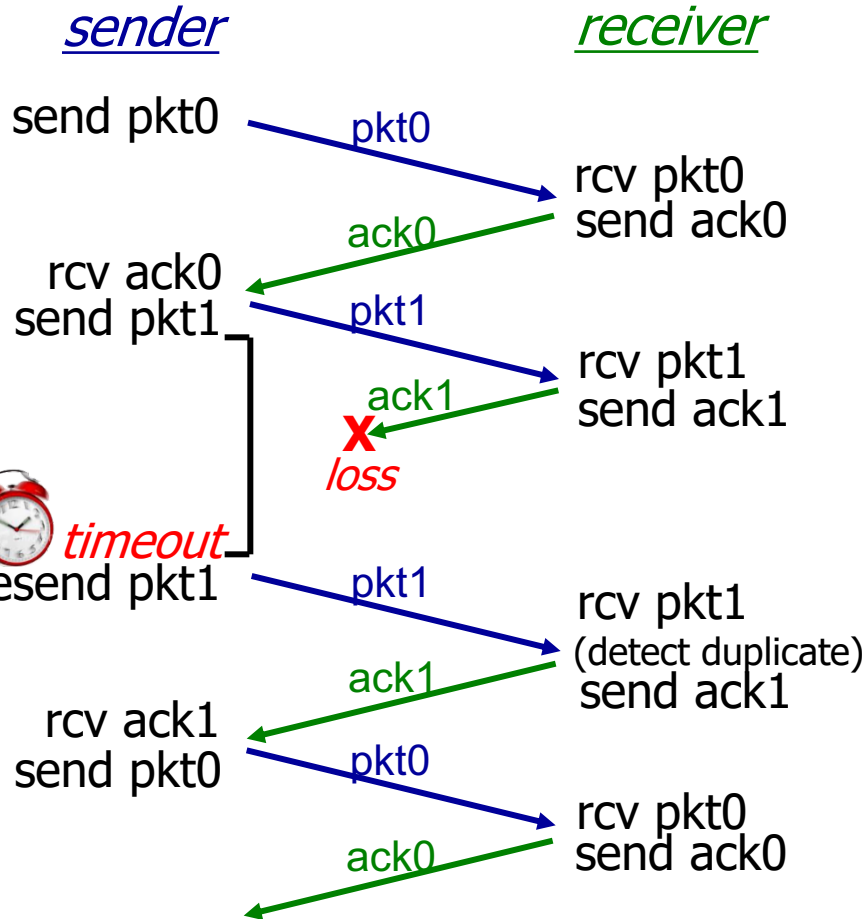 sender
receiver
send pkt0
pkt0
rcv pkt0
send ack0
ack0
rcv ack0
send pkt1
pkt1
rcv pkt1
send ack1
ack1
X
loss
timeout
esend pkt1
pkt1
rcv pkt1
(detect duplicate)
send ack1
ack1
rcv ack1
send pkt0
pkt0
rcv pkt0
send ack0
ack0